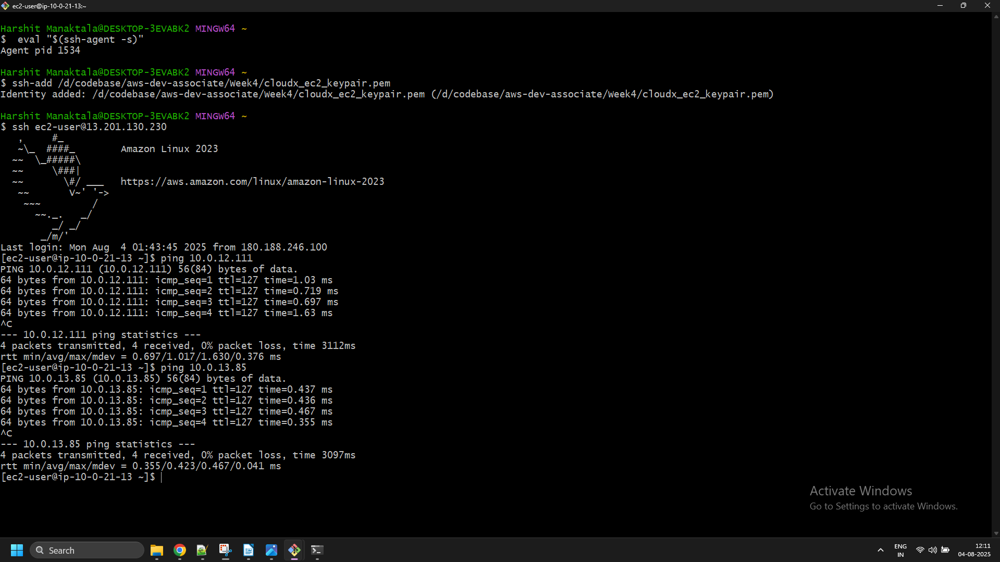 ec2-user@ip-10-0-21-13:~
Harshit Manaktala@DESKTOP-3EVABK2 MINGW64 ~
$  eval "$(ssh-agent -s)"
Agent pid 1534
Harshit Manaktala@DESKTOP-3EVABK2 MINGW64 ~
$ ssh-add /d/codebase/aws-dev-associate/Week4/cloudx_ec2_keypair.pem
Identity added: /d/codebase/aws-dev-associate/Week4/cloudx_ec2_keypair.pem (/d/codebase/aws-dev-associate/Week4/cloudx_ec2_keypair.pem)
Harshit Manaktala@DESKTOP-3EVABK2 MINGW64 ~
$ ssh ec2-user@13.201.130.230
   ,     #_
   ~\_  ####_        Amazon Linux 2023
  ~~  \_#####\
  ~~     \###|
  ~~       \#/ ___   https://aws.amazon.com/linux/amazon-linux-2023
   ~~       V~' '->
    ~~~         /
      ~~._.   _/
         _/ _/
       _/m/'
Last login: Mon Aug  4 01:43:45 2025 from 180.188.246.100
[ec2-user@ip-10-0-21-13 ~]$ ping 10.0.12.111
PING 10.0.12.111 (10.0.12.111) 56(84) bytes of data.
64 bytes from 10.0.12.111: icmp_seq=1 ttl=127 time=1.03 ms
64 bytes from 10.0.12.111: icmp_seq=2 ttl=127 time=0.719 ms
64 bytes from 10.0.12.111: icmp_seq=3 ttl=127 time=0.697 ms
64 bytes from 10.0.12.111: icmp_seq=4 ttl=127 time=1.63 ms
^C
--- 10.0.12.111 ping statistics ---
4 packets transmitted, 4 received, 0% packet loss, time 3112ms
rtt min/avg/max/mdev = 0.697/1.017/1.630/0.376 ms
[ec2-user@ip-10-0-21-13 ~]$ ping 10.0.13.85
PING 10.0.13.85 (10.0.13.85) 56(84) bytes of data.
64 bytes from 10.0.13.85: icmp_seq=1 ttl=127 time=0.437 ms
64 bytes from 10.0.13.85: icmp_seq=2 ttl=127 time=0.436 ms
64 bytes from 10.0.13.85: icmp_seq=3 ttl=127 time=0.467 ms
64 bytes from 10.0.13.85: icmp_seq=4 ttl=127 time=0.355 ms
^C
--- 10.0.13.85 ping statistics ---
4 packets transmitted, 4 received, 0% packet loss, time 3097ms
rtt min/avg/max/mdev = 0.355/0.423/0.467/0.041 ms
[ec2-user@ip-10-0-21-13 ~]$
Activate Windows
Go to Settings to activate Windows.
Search
ENG
IN
12:11
04-08-2025